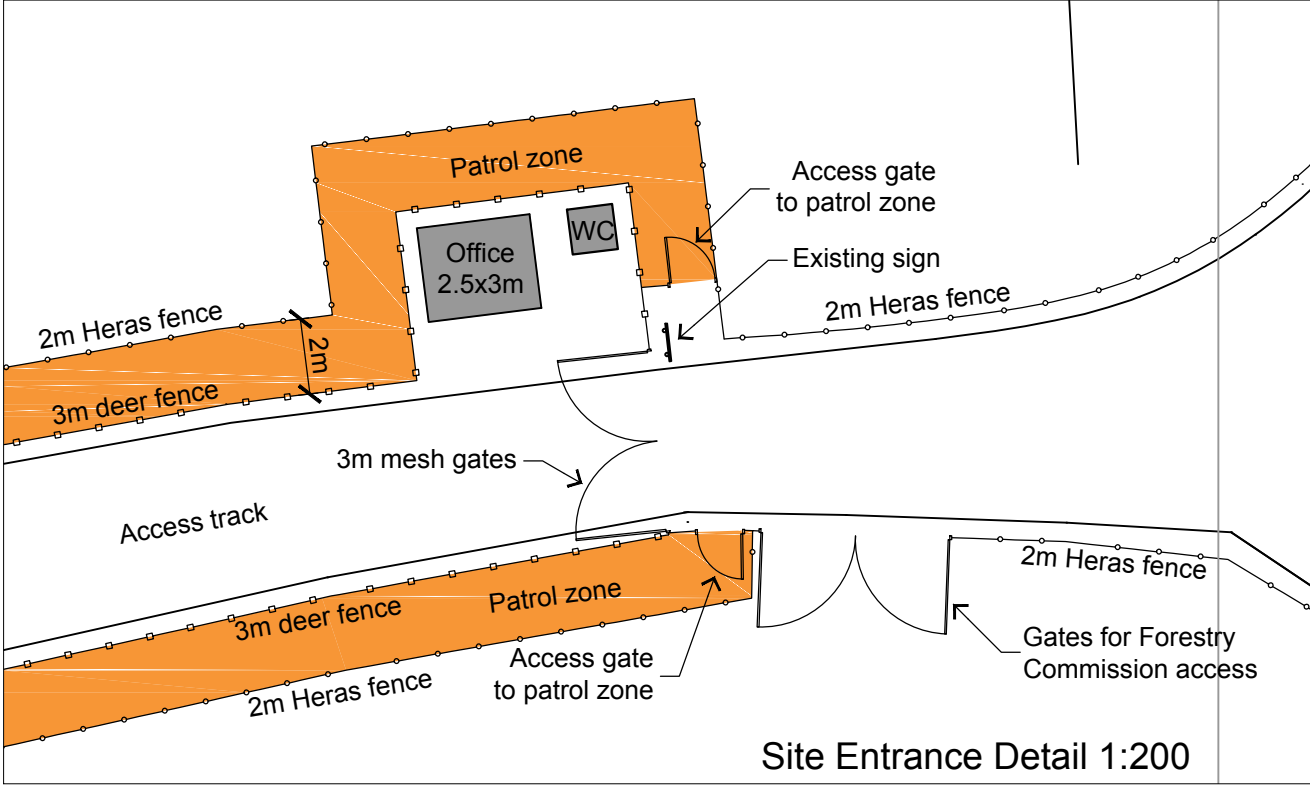 Patrol zone
Access gate
to patrol zone
Office
2.5x3m
WC
Existing sign
2m Heras fence
2m Heras fence
2m
3m deer fence
3m mesh gates
Access track
3m deer fence
Patrol zone
2m Heras fence
Access gate
to patrol zone
2m Heras fence
Gates for Forestry
Commission access
Site Entrance Detail 1:200